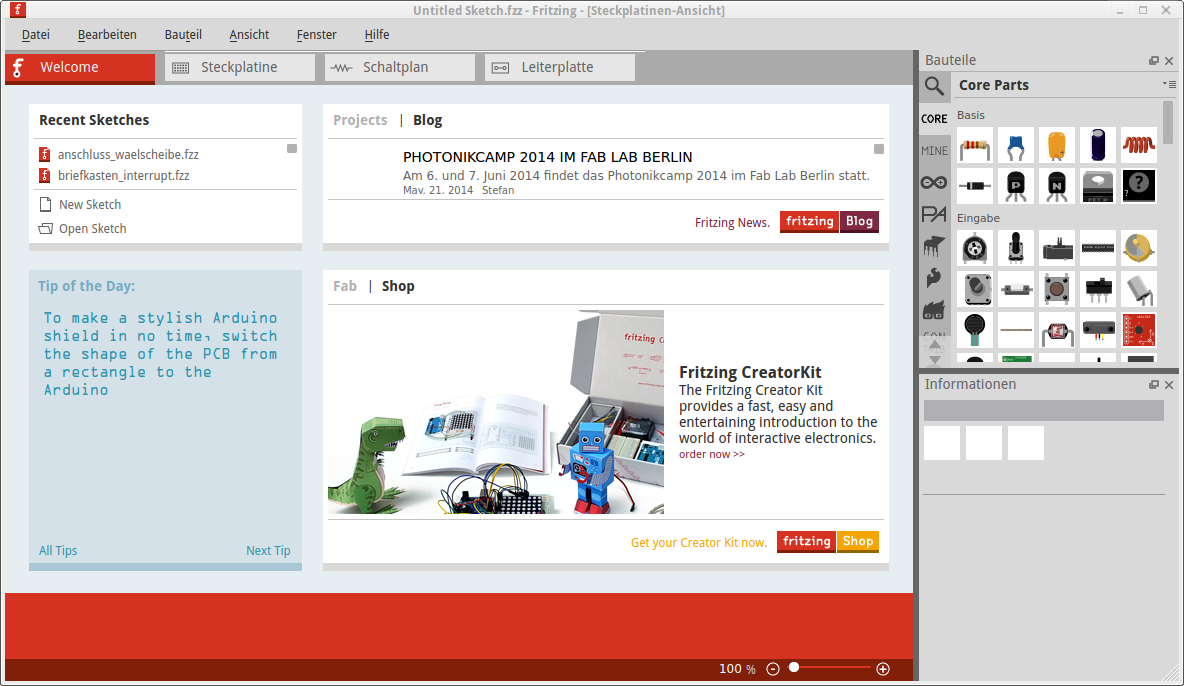 Untitled Sketch.fzz - Fritzing - [Steckplatinen-Ansicht]
Datei Bearbeiten Bauteil Ansicht Fenster Hilfe
Welcome Steckplatine Schaltplan Leiterplatte
Recent Sketches
anschluss_waelscheibe.fzz
briefkasten_interrupt.fzz
New Sketch
Open Sketch
Projects | Blog
PHOTONIKCAMP 2014 IM FAB LAB BERLIN
Am 6. und 7. Juni 2014 findet das Photonikcamp 2014 im Fab Lab Berlin statt.
May. 21. 2014 Stefan
Fritzing News. fritzing Blog
Tip of the Day:
To make a stylish Arduino
shield in no time, switch
the shape of the PCB from
a rectangle to the
Arduino
All Tips Next Tip
Fab | Shop
fritzing
Fritzing CreatorKit
The Fritzing Creator Kit
provides a fast, easy and
entertaining introduction to the
world of interactive electronics.
order now >>
Get your Creator Kit now. fritzing Shop
100 %
Bauteile
Core Parts
CORE
MINE
PA
Basis
P
N
?
Eingabe
Informationen